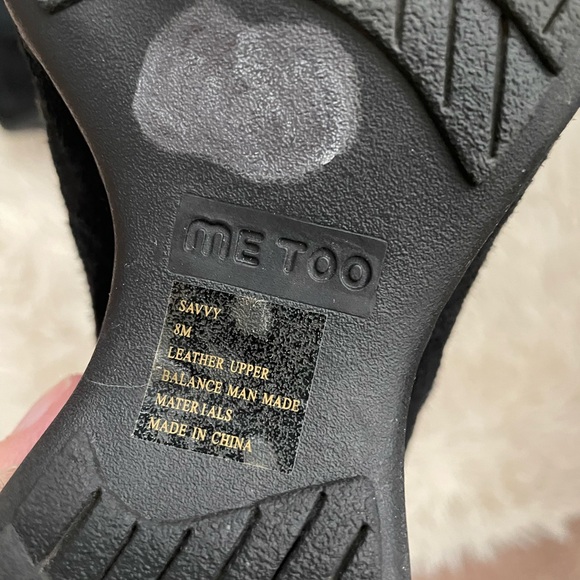 ME TOO
SAVVY
8M
LEATHER UPPER
BALANCE MAN MADE
MATERIALS
MADE IN CHINA